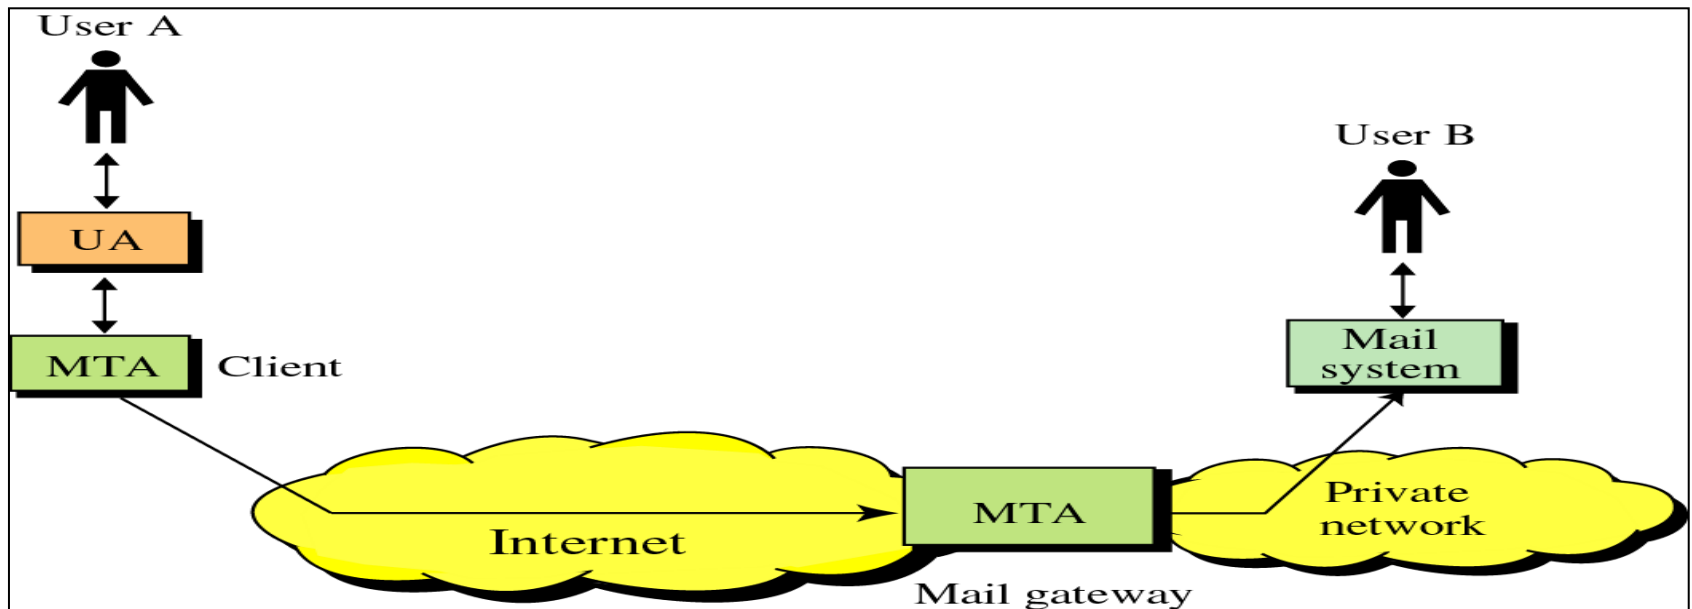 User A
User B
UA
Mail
system
MTA
Client
Private
network
MTA
Internet
Mail gateway